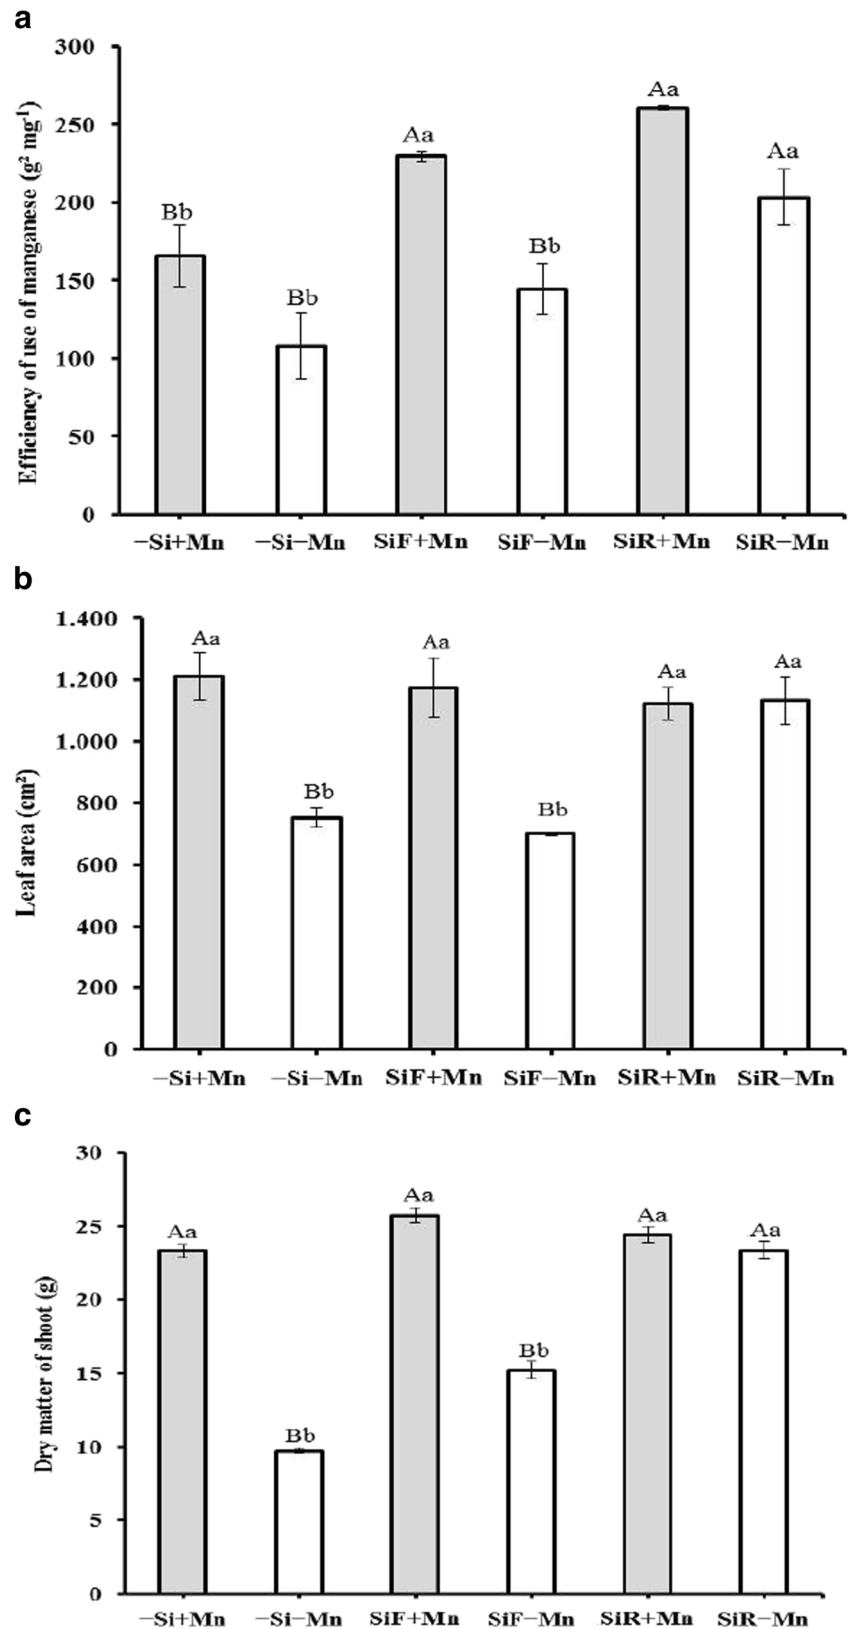 a
Efficiency of use of manganese (g² mg⁻¹)
300
250
200
150
100
50
0
Bb
Bb
Aa
Bb
Aa
Aa
−Si+Mn −Si−Mn SiF+Mn SiF−Mn SiR+Mn SiR−Mn
b
Leaf area (cm²)
1.400
1.200
1.000
800
600
400
200
0
Aa
Bb
Aa
Bb
Aa
Aa
−Si+Mn −Si−Mn SiF+Mn SiF−Mn SiR+Mn SiR−Mn
c
Dry matter of shoot (g)
30
25
20
15
10
5
0
Aa
Bb
Aa
Bb
Aa
Aa
−Si+Mn −Si−Mn SiF+Mn SiF−Mn SiR+Mn SiR−Mn